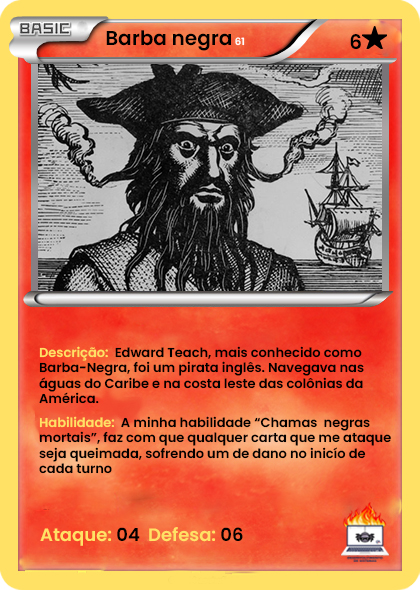 BASIC
Barba negra 61
6★
Descrição: Edward Teach, mais conhecido como
Barba-Negra, foi um pirata inglês. Navegava nas
águas do Caribe e na costa leste das colônias da
América.
Habilidade: A minha habilidade “Chamas negras
mortais”, faz com que qualquer carta que me ataque
seja queimada, sofrendo um de dano no inicío de
cada turno
Ataque: 04 Defesa: 06